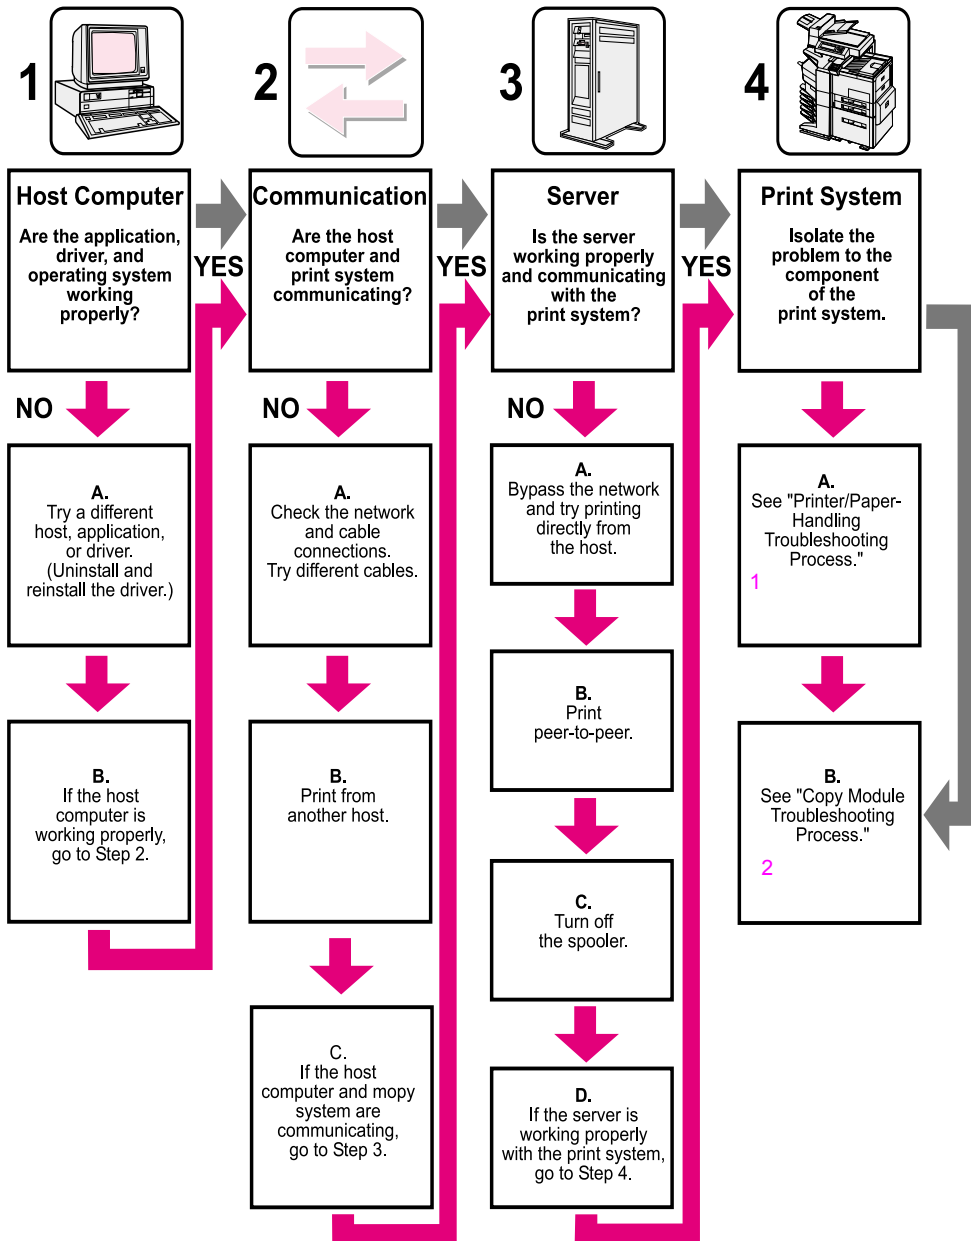 1
2
3
4
Host Computer
Are the application,
driver, and
operating system
working
properly?
YES
Communication
Are the host
computer and
print system
communicating?
YES
Server
Is the server
working properly
and communicating
with the
print system?
YES
Print System
Isolate the
problem to the
component
of the
print system.
NO
A.
Try a different
host, application,
or driver.
(Uninstall and
reinstall the driver.)
B.
If the host
computer is
working properly,
go to Step 2.
NO
A.
Check the network
and cable
connections.
Try different cables.
B.
Print from
another host.
C.
If the host
computer and mopy
system are
communicating,
go to Step 3.
NO
A.
Bypass the network
and try printing
directly from
the host.
B.
Print
peer-to-peer.
C.
Turn off
the spooler.
D.
If the server is
working properly
with the print system,
go to Step 4.
A.
See "Printer/Paper-
Handling
Troubleshooting
Process."
1
B.
See "Copy Module
Troubleshooting
Process."
2